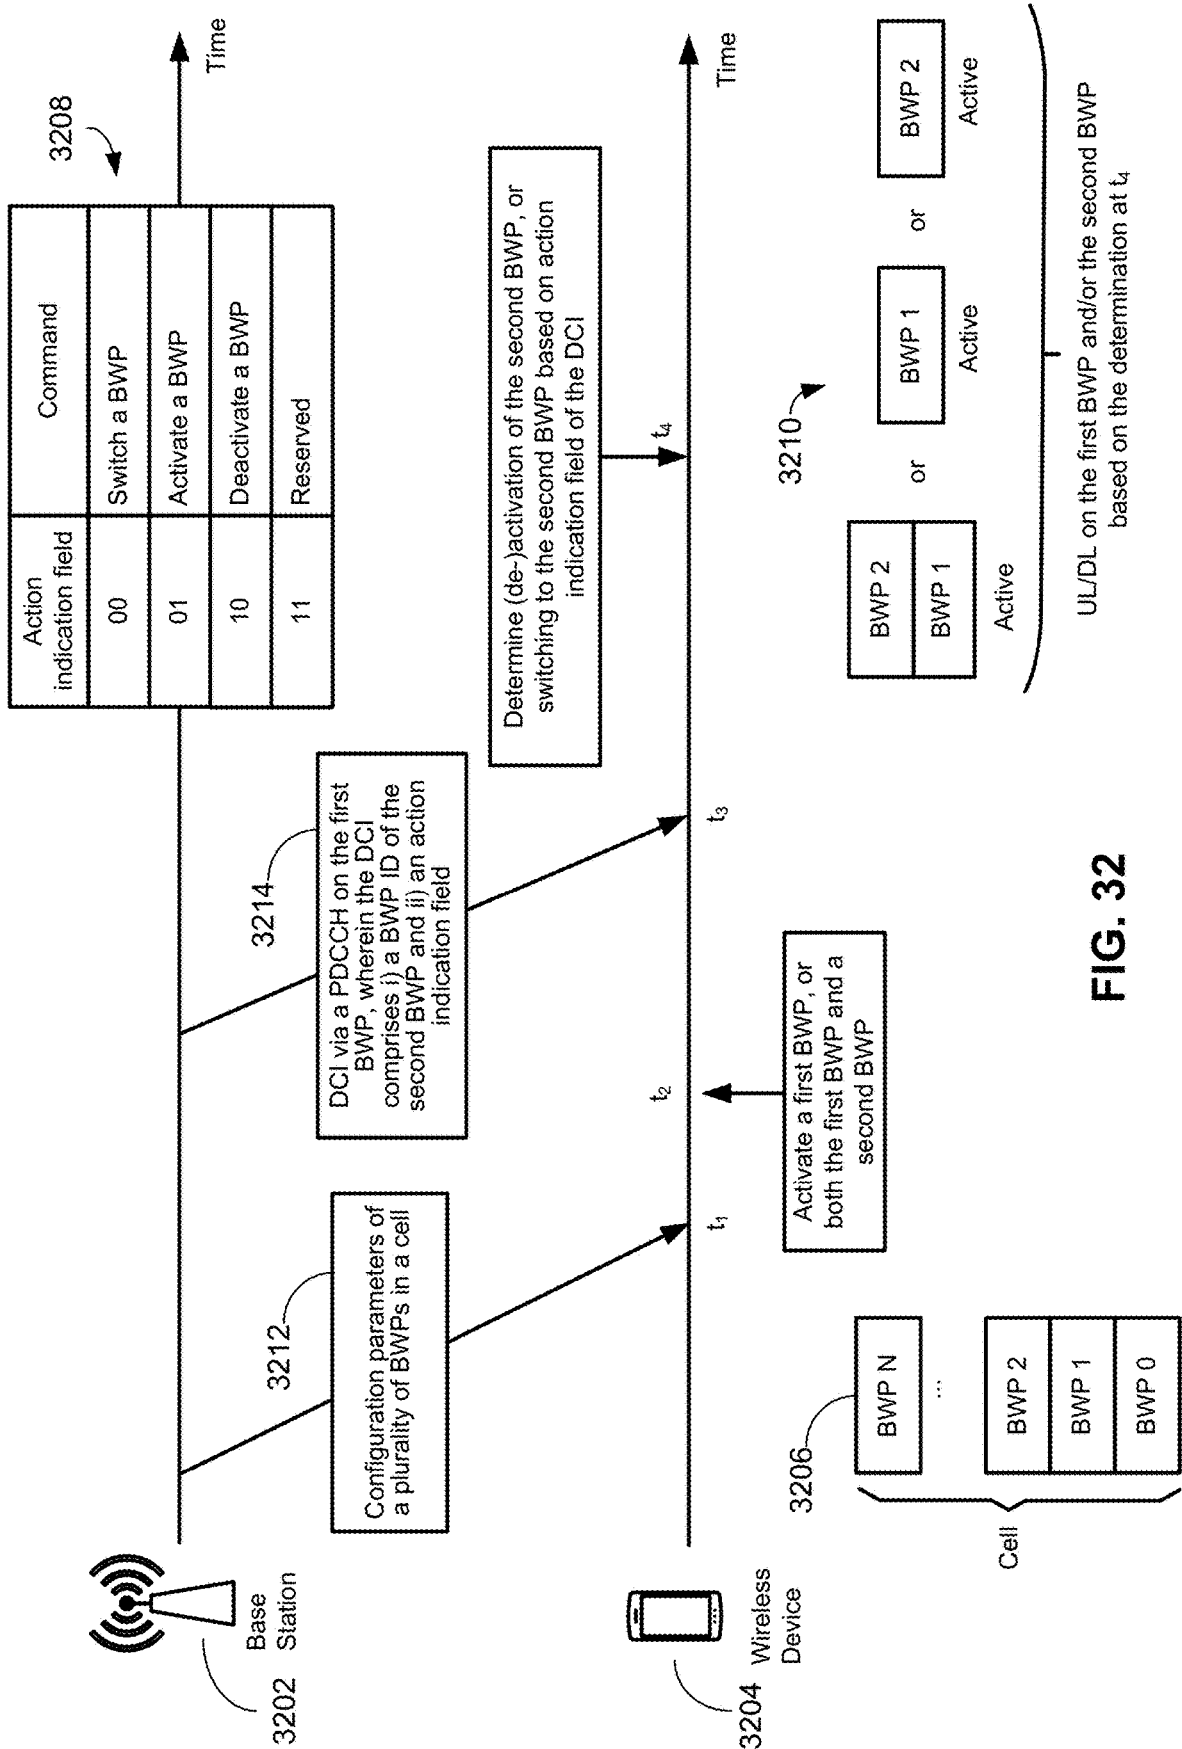 3202
Base
Station
Time
3208
Action
indication field
Command
00
Switch a BWP
01
Activate a BWP
10
Deactivate a BWP
11
Reserved
3212
Configuration parameters of
a plurality of BWPs in a cell
3214
DCI via a PDCCH on the first
BWP, wherein the DCI
comprises i) a BWP ID of the
second BWP and ii) an action
indication field
Determine (de-)activation of the second BWP, or
switching to the second BWP based on action
indication field of the DCI
3204
Wireless
Device
Time
t1
t2
t3
t4
Activate a first BWP, or
both the first BWP and a
second BWP
3206
Cell
BWP N
...
BWP 2
BWP 1
BWP 0
3210
BWP 2
BWP 1
Active
or
BWP 1
Active
or
BWP 2
Active
UL/DL on the first BWP and/or the second BWP
based on the determination at t4
FIG. 32